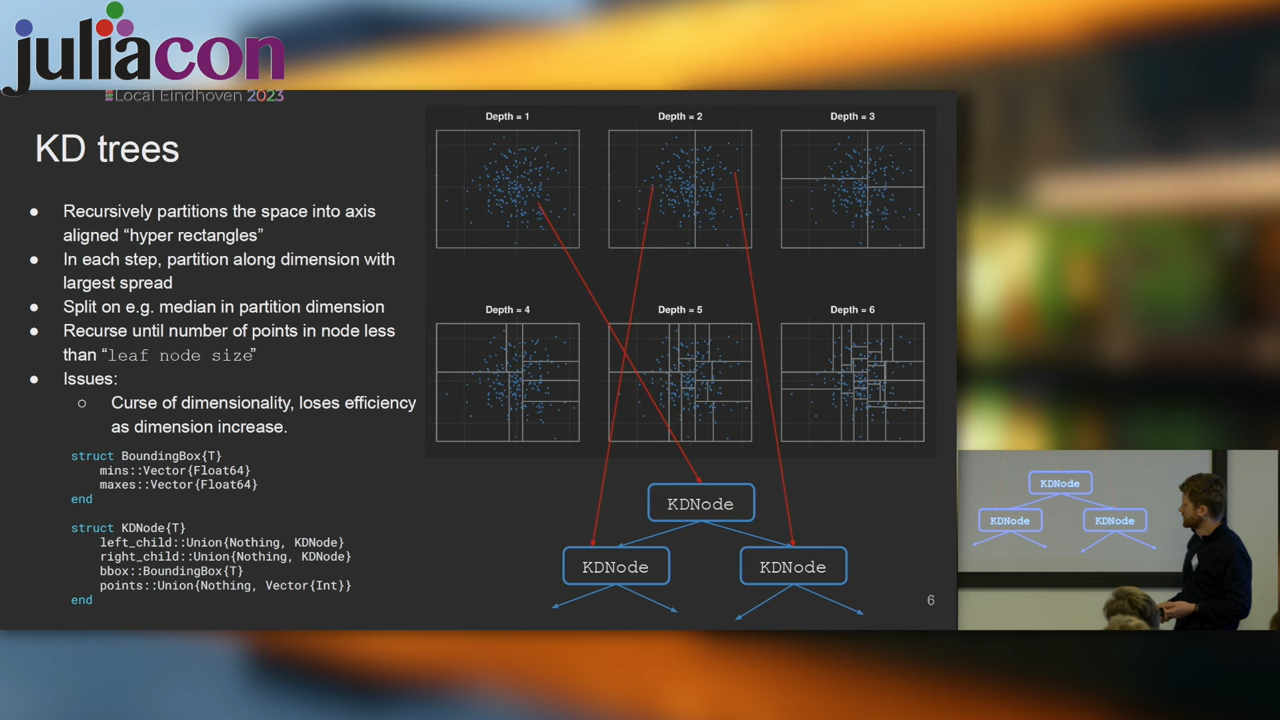 juliacon
Local Eindhoven 2023
KD trees
● Recursively partitions the space into axis
aligned “hyper rectangles”
● In each step, partition along dimension with
largest spread
● Split on e.g. median in partition dimension
● Recurse until number of points in node less
than “leaf node size”
● Issues:
○ Curse of dimensionality, loses efficiency
as dimension increase.
struct BoundingBox{T}
mins::Vector{Float64}
maxes::Vector{Float64}
end
struct KDNode{T}
left_child::Union{Nothing, KDNode}
right_child::Union{Nothing, KDNode}
bbox::BoundingBox{T}
points::Union{Nothing, Vector{Int}}
end
Depth = 1
Depth = 2
Depth = 3
Depth = 4
Depth = 5
Depth = 6
KDNode
KDNode
KDNode
6
KDNode
KDNode
KDNode